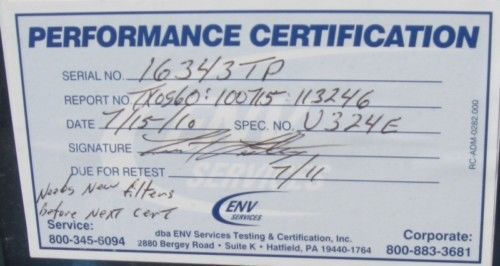 PERFORMANCE CERTIFICATION
SERIAL NO. 16343TP
REPORT NO. TX0960:100715:113246
DATE 7/15/10 SPEC. NO. U324E
SIGNATURE
DUE FOR RETEST 7/11
Needs New filters
before Next cert
ENV
SERVICES
Service:
800-345-6094
dba ENV Services Testing & Certification, Inc.
2880 Bergey Road • Suite K • Hatfield, PA 19440-1764
Corporate:
800-883-3681
RC-ADM-0282.000